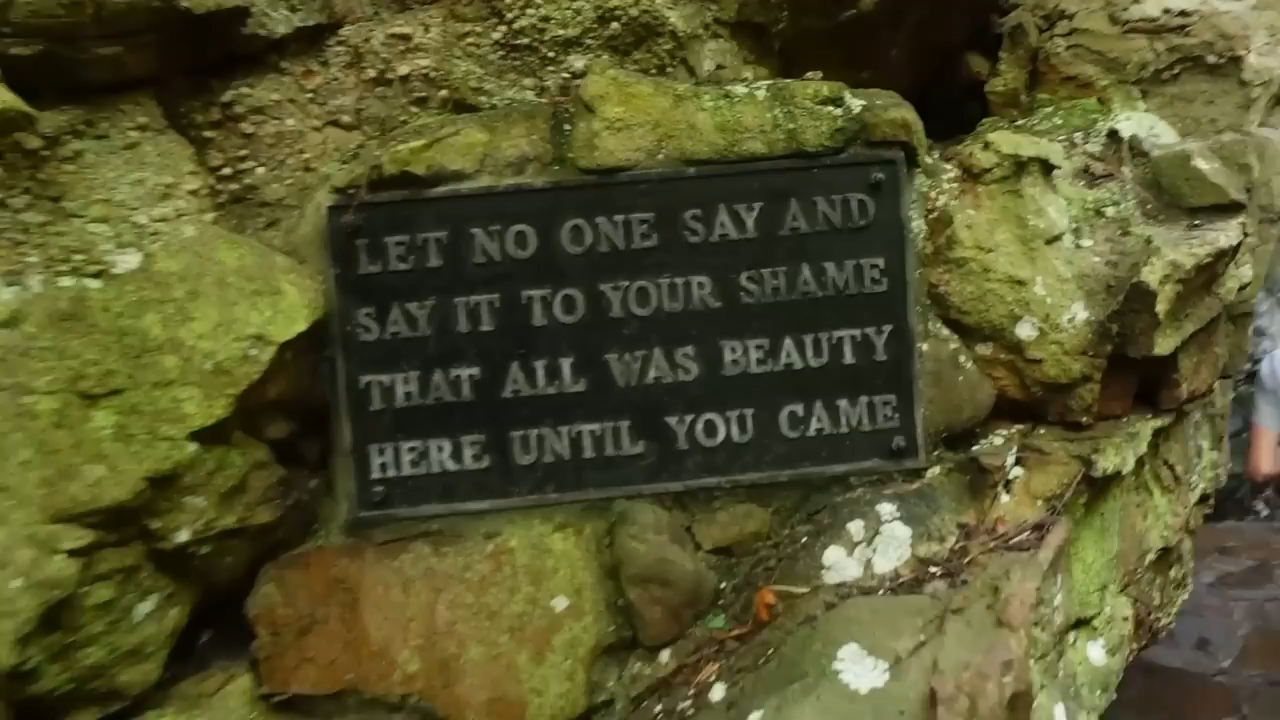 LET NO ONE SAY AND
SAY IT TO YOUR SHAME
THAT ALL WAS BEAUTY
HERE UNTIL YOU CAME